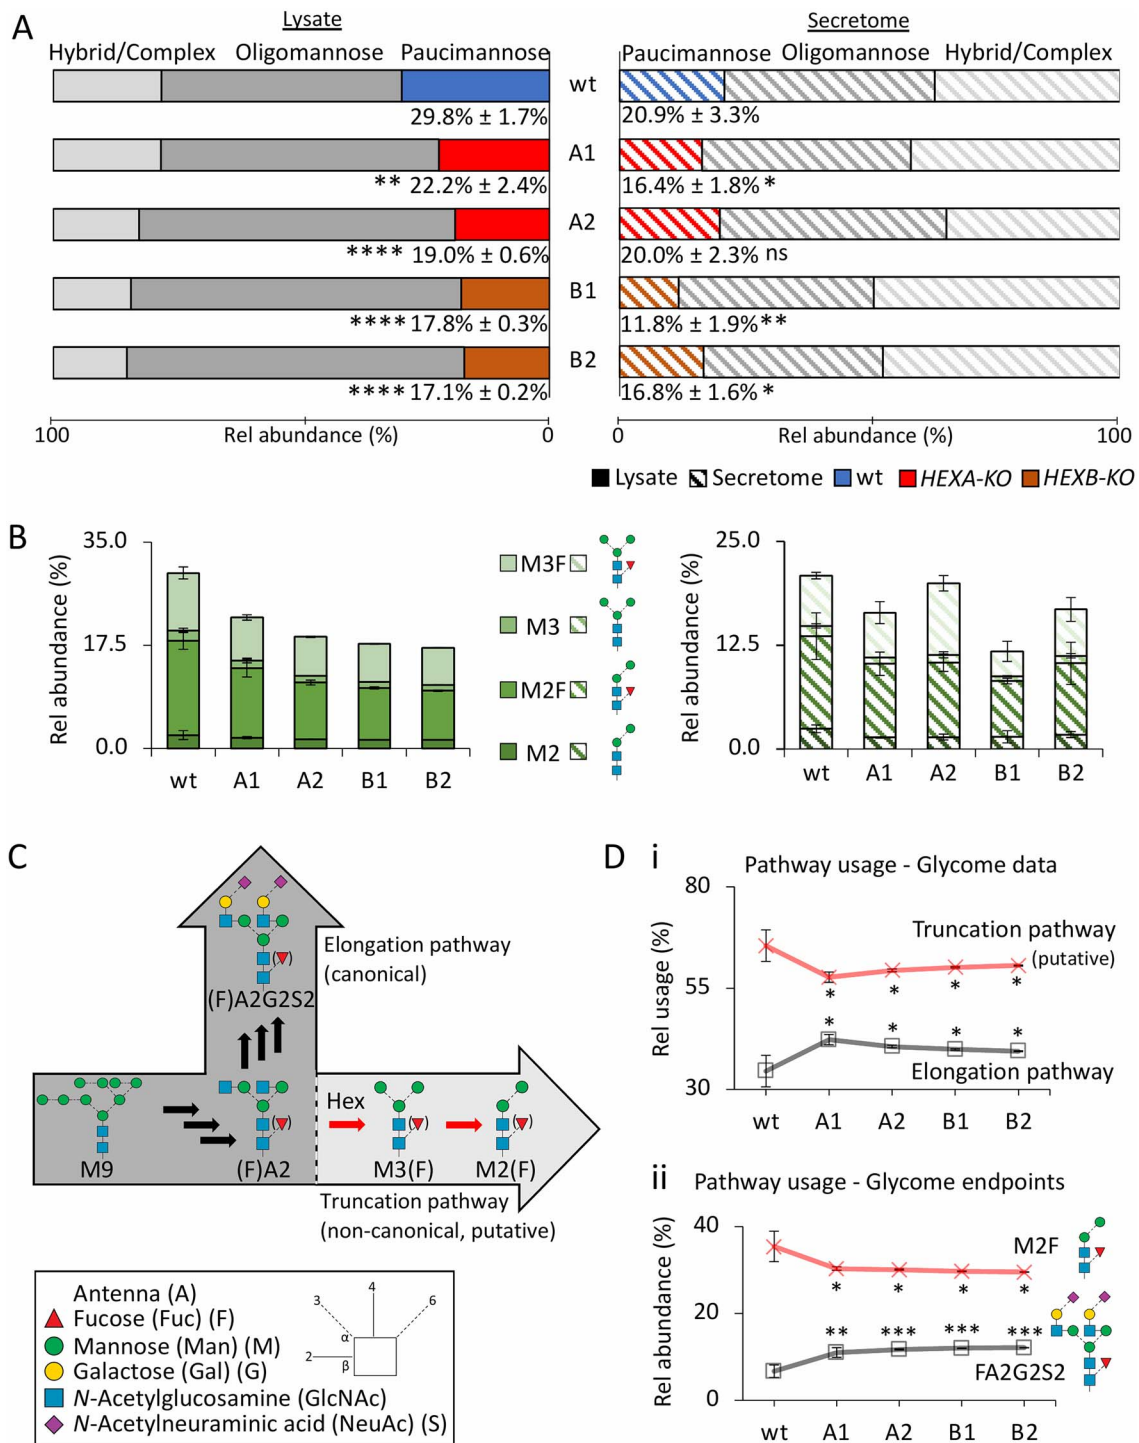 A
Lysate
Hybrid/Complex Oligomannose Paucimannose
Secretome
Paucimannose Oligomannose Hybrid/Complex
wt
29.8% ± 1.7%
20.9% ± 3.3%
A1
** 22.2% ± 2.4%
16.4% ± 1.8% *
A2
**** 19.0% ± 0.6%
20.0% ± 2.3% ns
B1
**** 17.8% ± 0.3%
11.8% ± 1.9% **
B2
**** 17.1% ± 0.2%
16.8% ± 1.6% *
100 Rel abundance (%) 0
0 Rel abundance (%) 100
Lysate Secretome wt HEXA-KO HEXB-KO
B
Rel abundance (%)
35.0
17.5
0.0
wt A1 A2 B1 B2
M3F
M3
M2F
M2
Rel abundance (%)
25.0
12.5
0.0
wt A1 A2 B1 B2
C
Elongation pathway
(canonical)
( )
(F)A2G2S2
Hex
( ) ( ) ( )
M9 (F)A2 M3(F) M2(F)
Truncation pathway
(non-canonical, putative)
Antenna (A)
Fucose (Fuc) (F)
Mannose (Man) (M)
Galactose (Gal) (G)
N-Acetylglucosamine (GlcNAc)
N-Acetylneuraminic acid (NeuAc) (S)
4
3 6
α
2
β
D i Pathway usage - Glycome data
Rel usage (%)
80
55
30
Truncation pathway
(putative)
* * * *
* * * *
Elongation pathway
wt A1 A2 B1 B2
ii Pathway usage - Glycome endpoints
Rel abundance (%)
40
20
0
M2F
* * * *
** *** *** ***
FA2G2S2
wt A1 A2 B1 B2